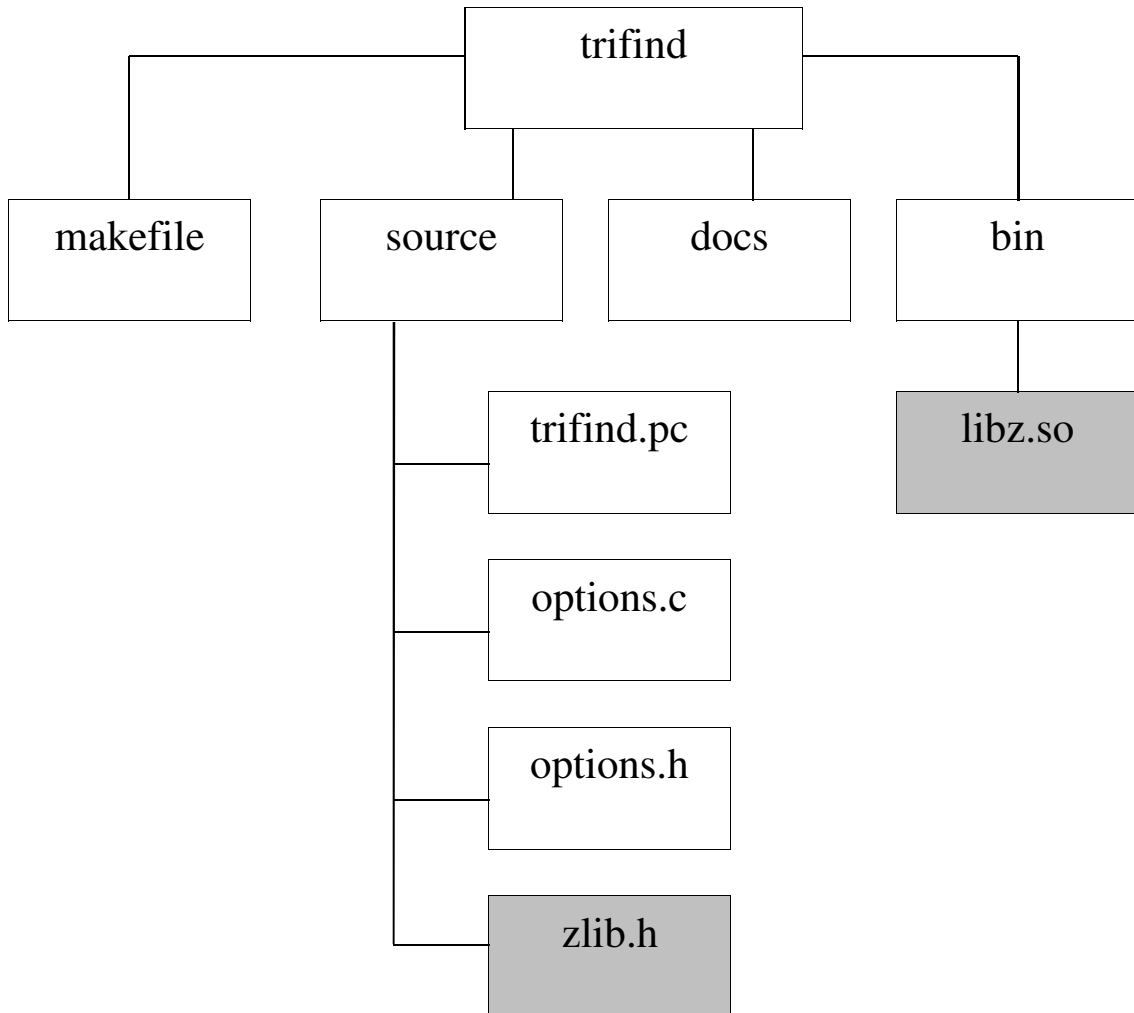 trifind
makefile
source
docs
bin
trifind.pc
libz.so
options.c
options.h
zlib.h